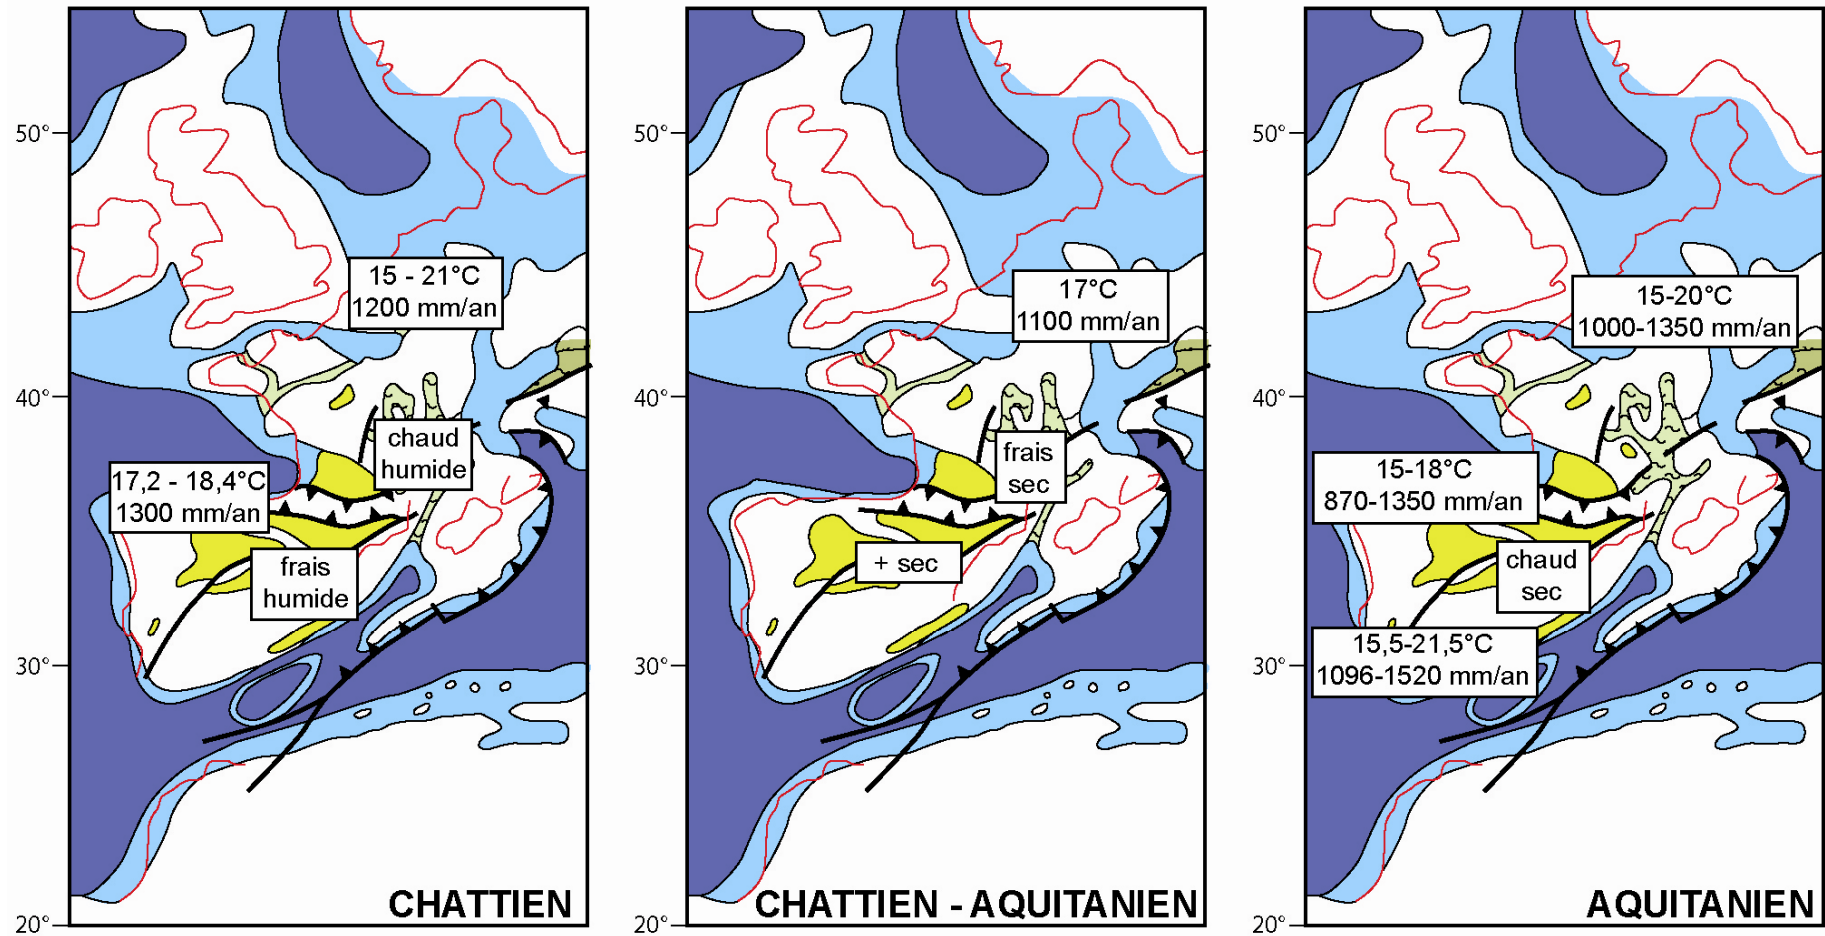 50°
40°
30°
20°
15 - 21°C
1200 mm/an
chaud
humide
17,2 - 18,4°C
1300 mm/an
frais
humide
CHATTIEN
50°
40°
30°
20°
17°C
1100 mm/an
frais
sec
+ sec
CHATTIEN - AQUITANIEN
50°
40°
30°
20°
15-20°C
1000-1350 mm/an
15-18°C
870-1350 mm/an
chaud
sec
15,5-21,5°C
1096-1520 mm/an
AQUITANIEN